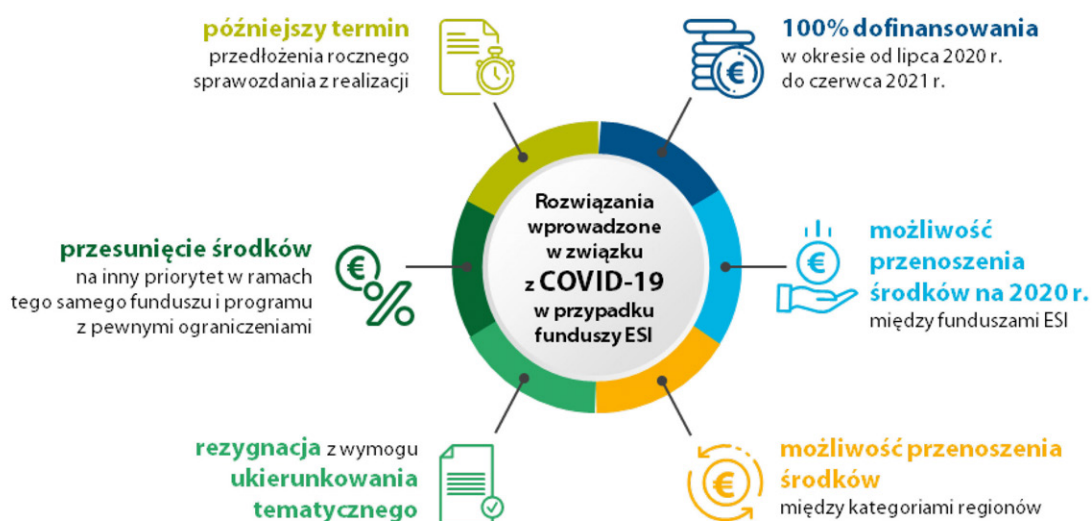 późniejszy termin
przedłożenia rocznego
sprawozdania z realizacji
100% dofinansowania
w okresie od lipca 2020 r.
do czerwca 2021 r.
Rozwiązania
wprowadzone
w związku
z COVID-19
w przypadku
funduszy ESI
przesunięcie środków
na inny priorytet w ramach
tego samego funduszu i programu
z pewnymi ograniczeniami
możliwość
przenoszenia
środków na 2020 r.
między funduszami ESI
rezygnacja z wymogu
ukierunkowania
tematycznego
możliwość przenoszenia
środków
między kategoriami regionów